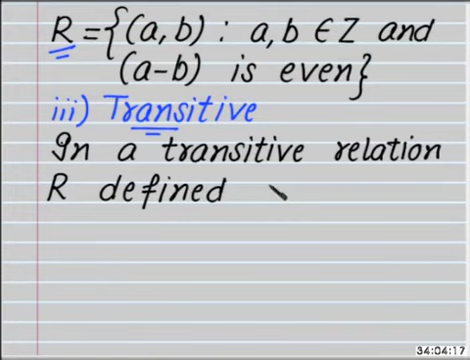 R = {(a, b) : a, b ∈ Z and
(a-b) is even}
iii) Transitive
In a transitive relation
R defined
34:04:17